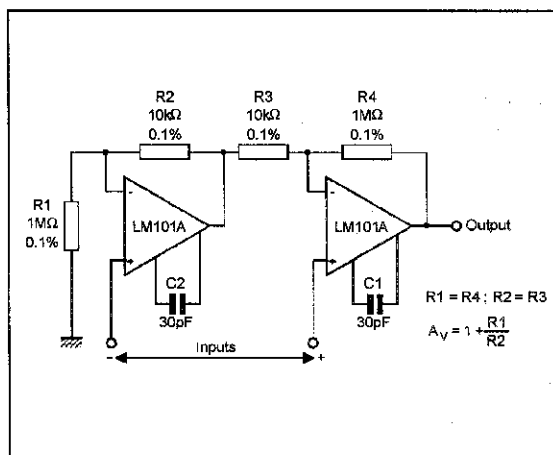 R2
10kΩ
0.1%
R3
10kΩ
0.1%
R4
1MΩ
0.1%
R1
1MΩ
0.1%
-
LM101A
+
-
LM101A
+
Output
C2
30pF
C1
30pF
R1 = R4 ; R2 = R3
A_V = 1 + R1/R2
- Inputs +